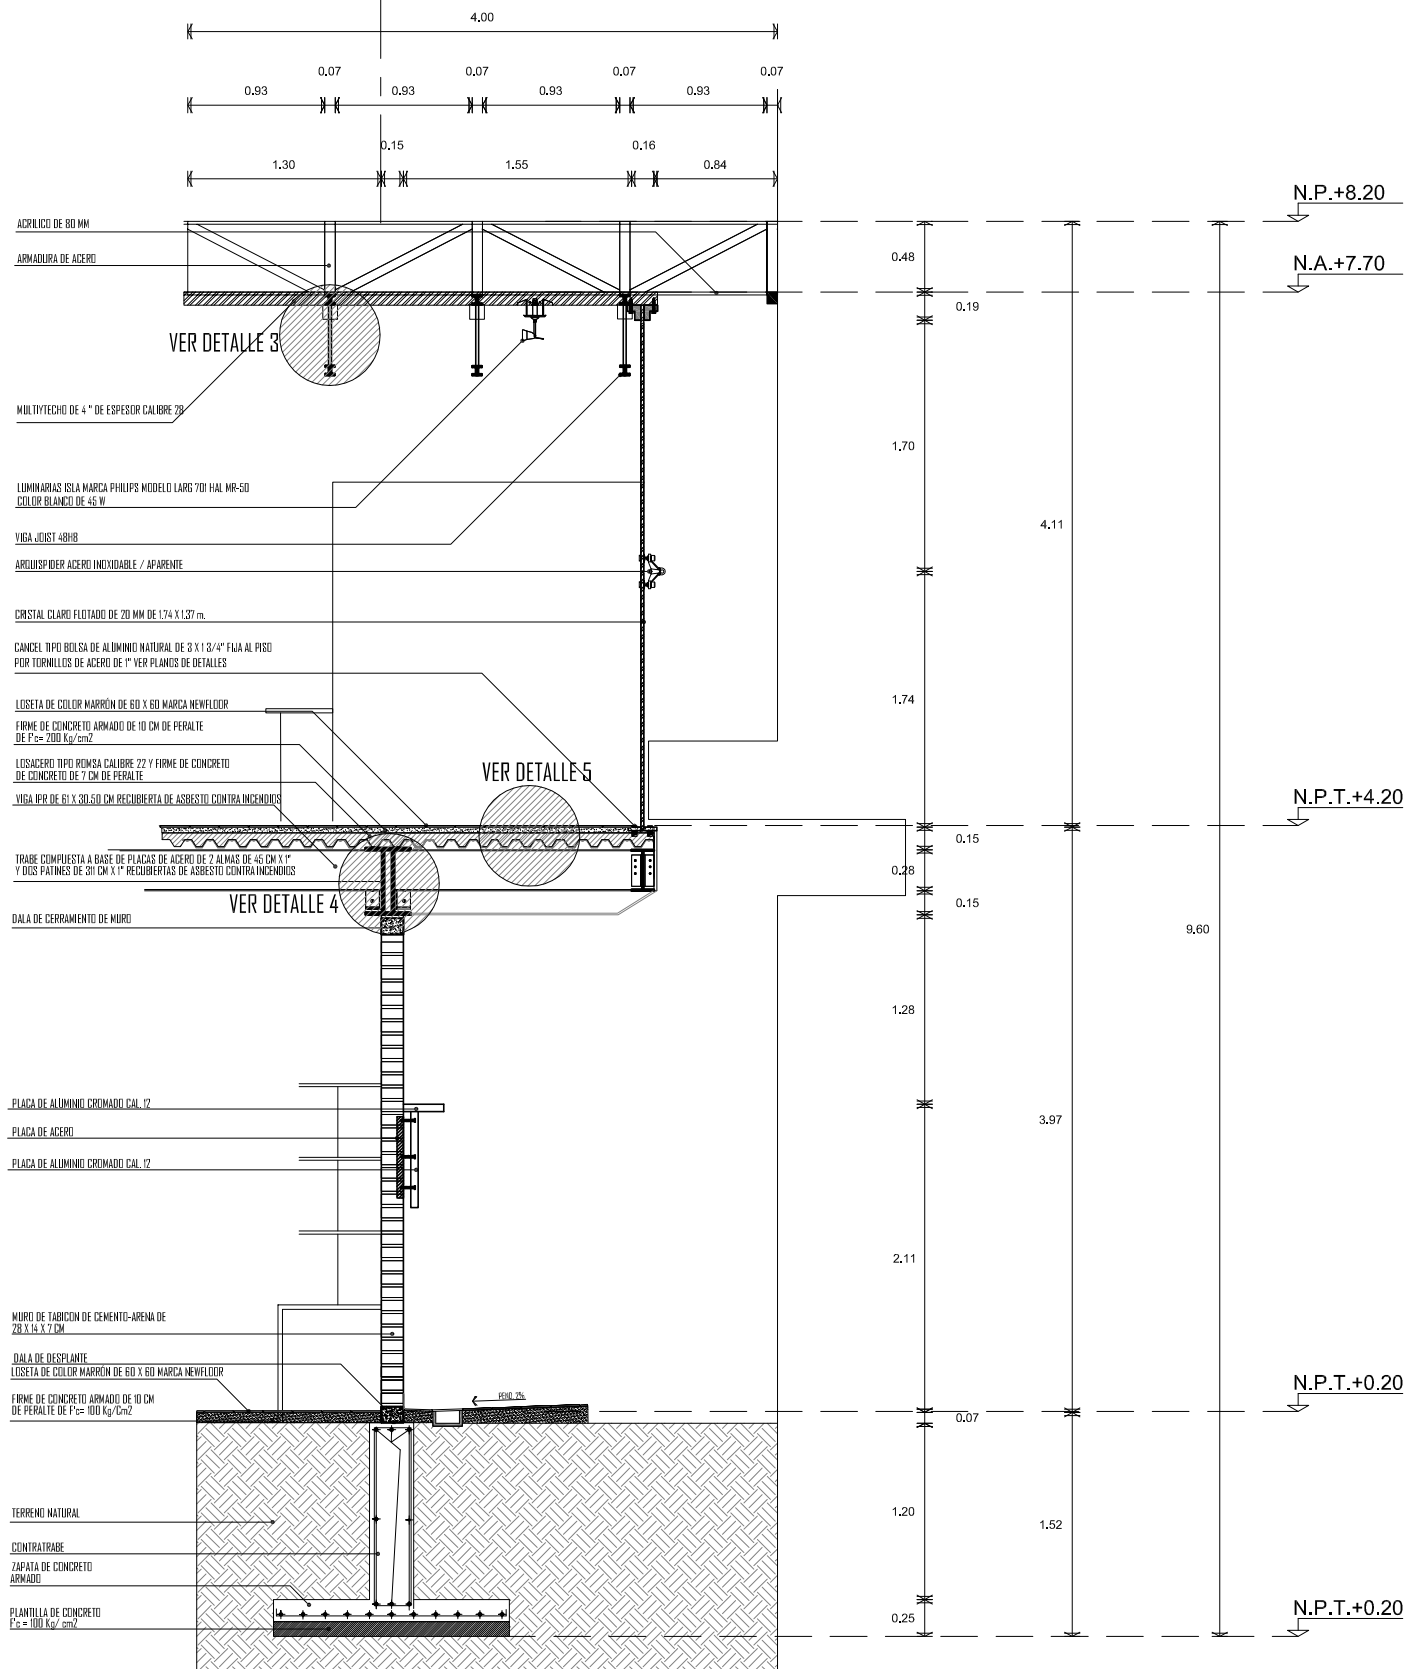 4.00
0.07 0.07 0.07 0.07
0.93 0.93 0.93 0.93
0.15 0.16
1.30 1.55 0.84
N.P.+8.20
ACRILICO DE 80 MM
0.48
ARMADURA DE ACERO
N.A.+7.70
0.19
VER DETALLE 3
MULTIYTECHO DE 4 " DE ESPESOR CALIBRE 28
1.70
LUMINARIAS ISLA MARCA PHILIPS MODELO LARG 701 HAL MR-50
COLOR BLANCO DE 45 W
4.11
VIGA JOIST 48H8
ARQUISPIDER ACERO INOXIDABLE / APARENTE
CRISTAL CLARO FLOTADO DE 20 MM DE 1.74 X 1.37 m.
CANCEL TIPO BOLSA DE ALUMINIO NATURAL DE 3 X 1 3/4" FIJA AL PISO
POR TORNILLOS DE ACERO DE 1" VER PLANOS DE DETALLES
1.74
LOSETA DE COLOR MARRÓN DE 60 X 60 MARCA NEWFLOOR
FIRME DE CONCRETO ARMADO DE 10 CM DE PERALTE
DE F'c= 200 Kg/cm2
LOSACERO TIPO ROMSA CALIBRE 22 Y FIRME DE CONCRETO
DE CONCRETO DE 7 CM DE PERALTE
VER DETALLE 5
VIGA IPR DE 61 X 30.50 CM RECUBIERTA DE ASBESTO CONTRA INCENDIOS
N.P.T.+4.20
0.15
TRABE COMPUESTA A BASE DE PLACAS DE ACERO DE 2 ALMAS DE 45 CM X 1"
Y DOS PATINES DE 311 CM X 1" RECUBIERTAS DE ASBESTO CONTRA INCENDIOS
0.28
VER DETALLE 4
0.15
DALA DE CERRAMIENTO DE MURO
9.60
1.28
PLACA DE ALUMINIO CROMADO CAL. 12
3.97
PLACA DE ACERO
PLACA DE ALUMINIO CROMADO CAL. 12
2.11
MURO DE TABICON DE CEMENTO-ARENA DE
28 X 14 X 7 CM
DALA DE DESPLANTE
LOSETA DE COLOR MARRÓN DE 60 X 60 MARCA NEWFLOOR
N.P.T.+0.20
FIRME DE CONCRETO ARMADO DE 10 CM
DE PERALTE DE F'c= 100 Kg/Cm2
PEND. 2%
0.07
TERRENO NATURAL
1.20
1.52
CONTRATRABE
ZAPATA DE CONCRETO
ARMADO
PLANTILLA DE CONCRETO
F'c = 100 Kg/ cm2
0.25
N.P.T.+0.20